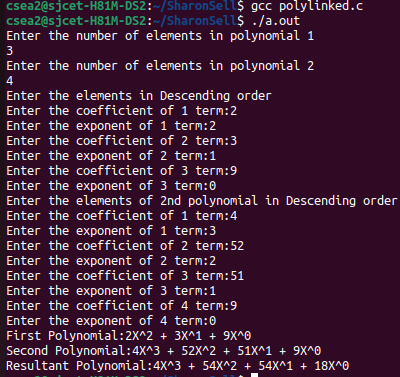 csea2@sjcet-H81M-DS2:~/SharonSell$ gcc polylinked.c
csea2@sjcet-H81M-DS2:~/SharonSell$ ./a.out
Enter the number of elements in polynomial 1
3
Enter the number of elements in polynomial 2
4
Enter the elements in Descending order
Enter the coefficient of 1 term:2
Enter the exponent of 1 term:2
Enter the coefficient of 2 term:3
Enter the exponent of 2 term:1
Enter the coefficient of 3 term:9
Enter the exponent of 3 term:0
Enter the elements of 2nd polynomial in Descending order
Enter the coefficient of 1 term:4
Enter the exponent of 1 term:3
Enter the coefficient of 2 term:52
Enter the exponent of 2 term:2
Enter the coefficient of 3 term:51
Enter the exponent of 3 term:1
Enter the coefficient of 4 term:9
Enter the exponent of 4 term:0
First Polynomial:2X^2 + 3X^1 + 9X^0
Second Polynomial:4X^3 + 52X^2 + 51X^1 + 9X^0
Resultant Polynomial:4X^3 + 54X^2 + 54X^1 + 18X^0